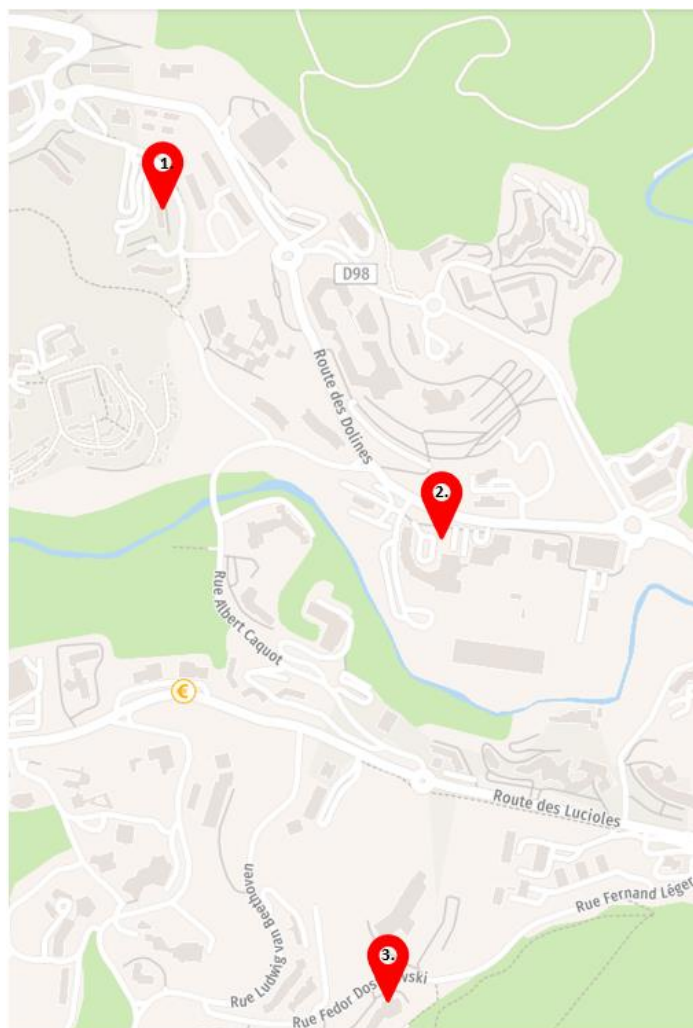 1.
D98
Route des Dolines
2.
Rue Albert Caquot
€
Route des Lucioles
Rue Ludwig van Beethoven
Rue Fernand Léger
3.
Rue Fedor Dos wski